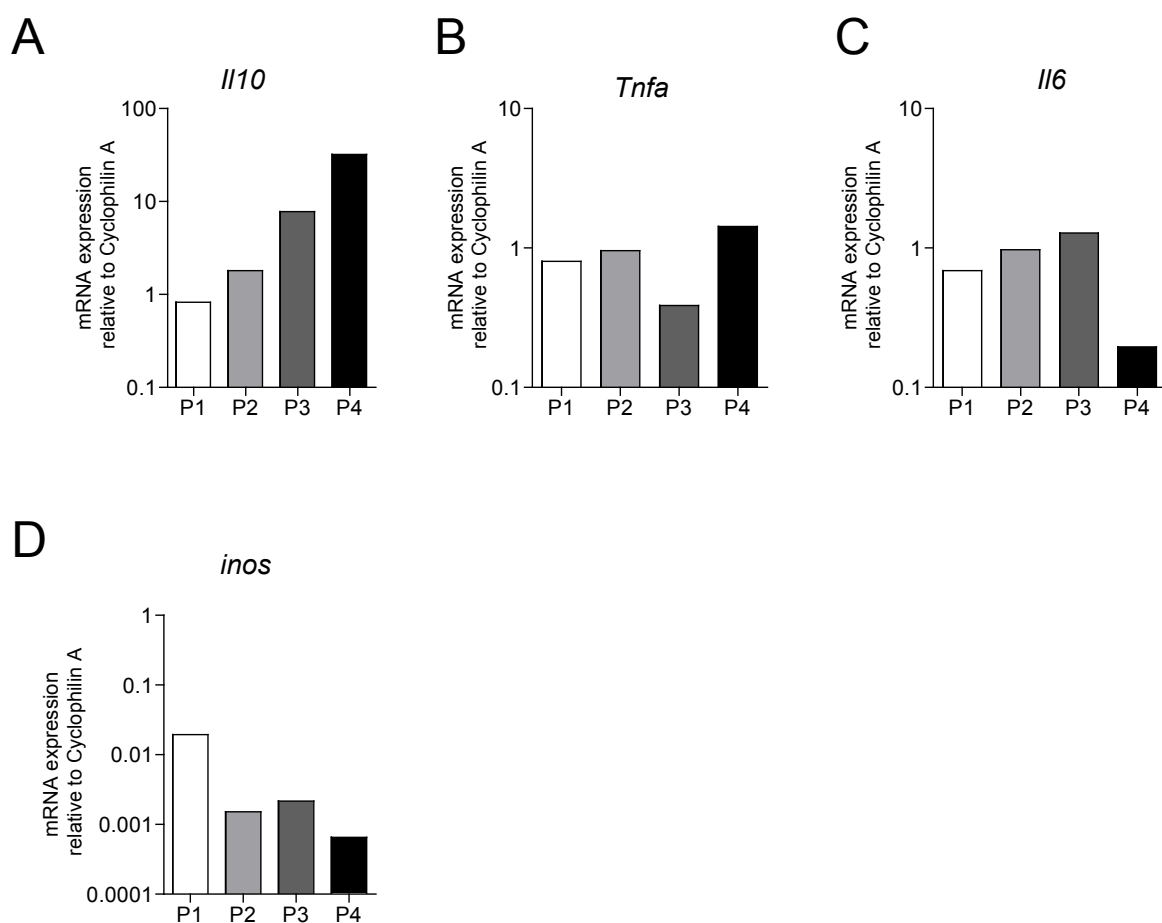 A
Il10
mRNA expression
relative to Cyclophilin A
100
10
1
0.1
P1 P2 P3 P4
B
Tnfa
mRNA expression
relative to Cyclophilin A
10
1
0.1
P1 P2 P3 P4
C
Il6
mRNA expression
relative to Cyclophilin A
10
1
0.1
P1 P2 P3 P4
D
inos
mRNA expression
relative to Cyclophilin A
1
0.1
0.01
0.001
0.0001
P1 P2 P3 P4